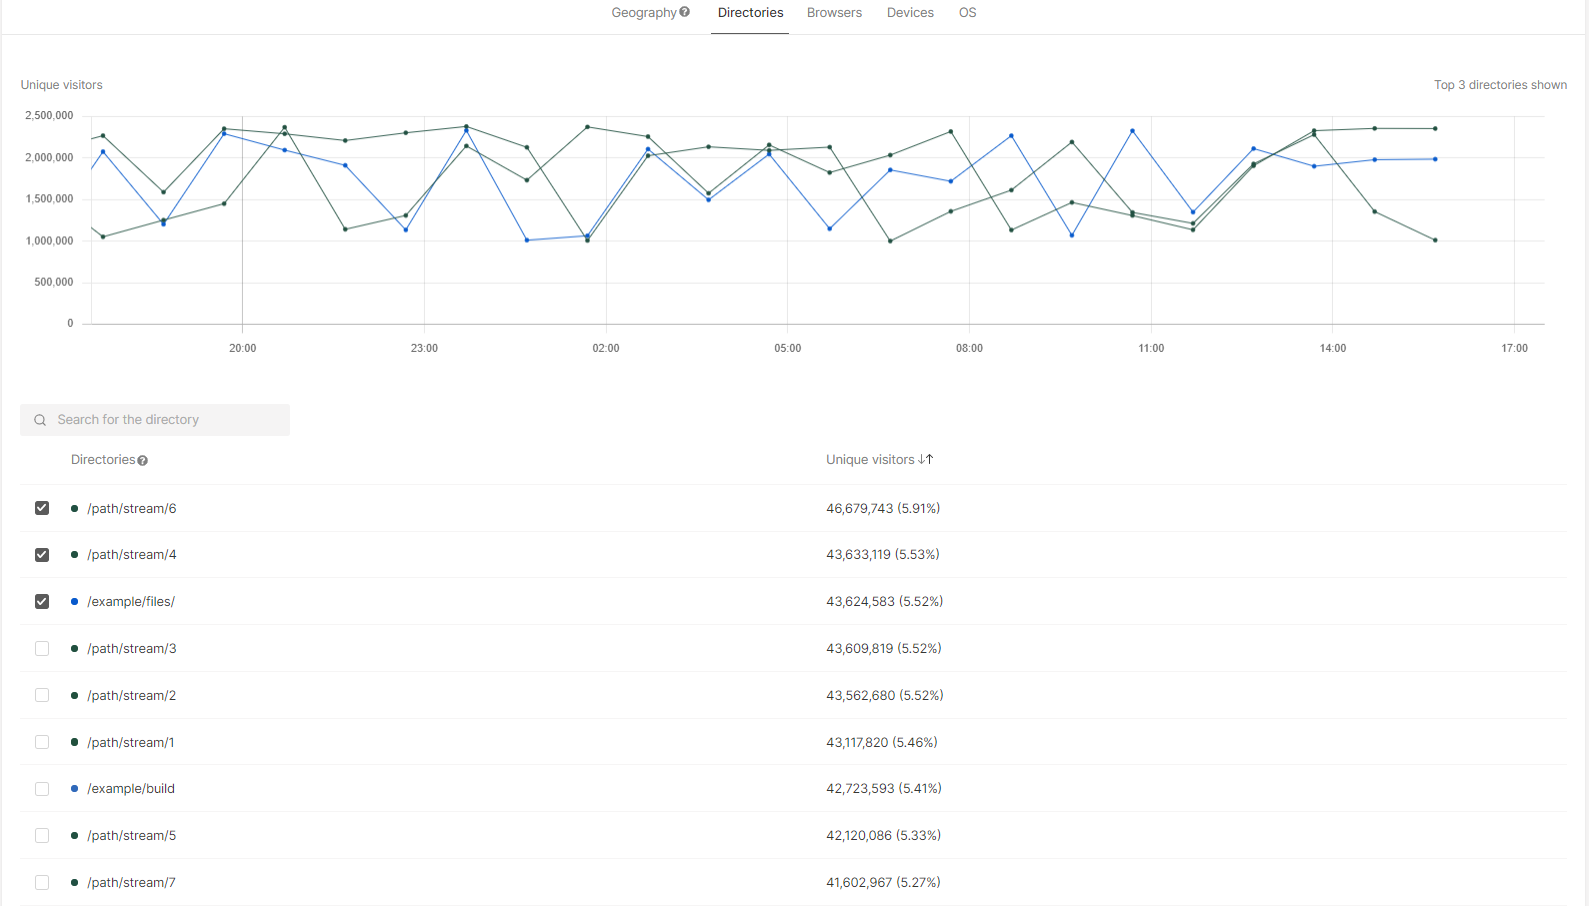 Geography Directories Browsers Devices OS
Unique visitors Top 3 directories shown
2,500,000
2,000,000
1,500,000
1,000,000
500,000
0
20:00 23:00 02:00 05:00 08:00 11:00 14:00 17:00
Search for the directory
Directories Unique visitors
/path/stream/6 46,679,743 (5.91%)
/path/stream/4 43,633,119 (5.53%)
/example/files/ 43,624,583 (5.52%)
/path/stream/3 43,609,819 (5.52%)
/path/stream/2 43,562,680 (5.52%)
/path/stream/1 43,117,820 (5.46%)
/example/build 42,723,593 (5.41%)
/path/stream/5 42,120,086 (5.33%)
/path/stream/7 41,602,967 (5.27%)